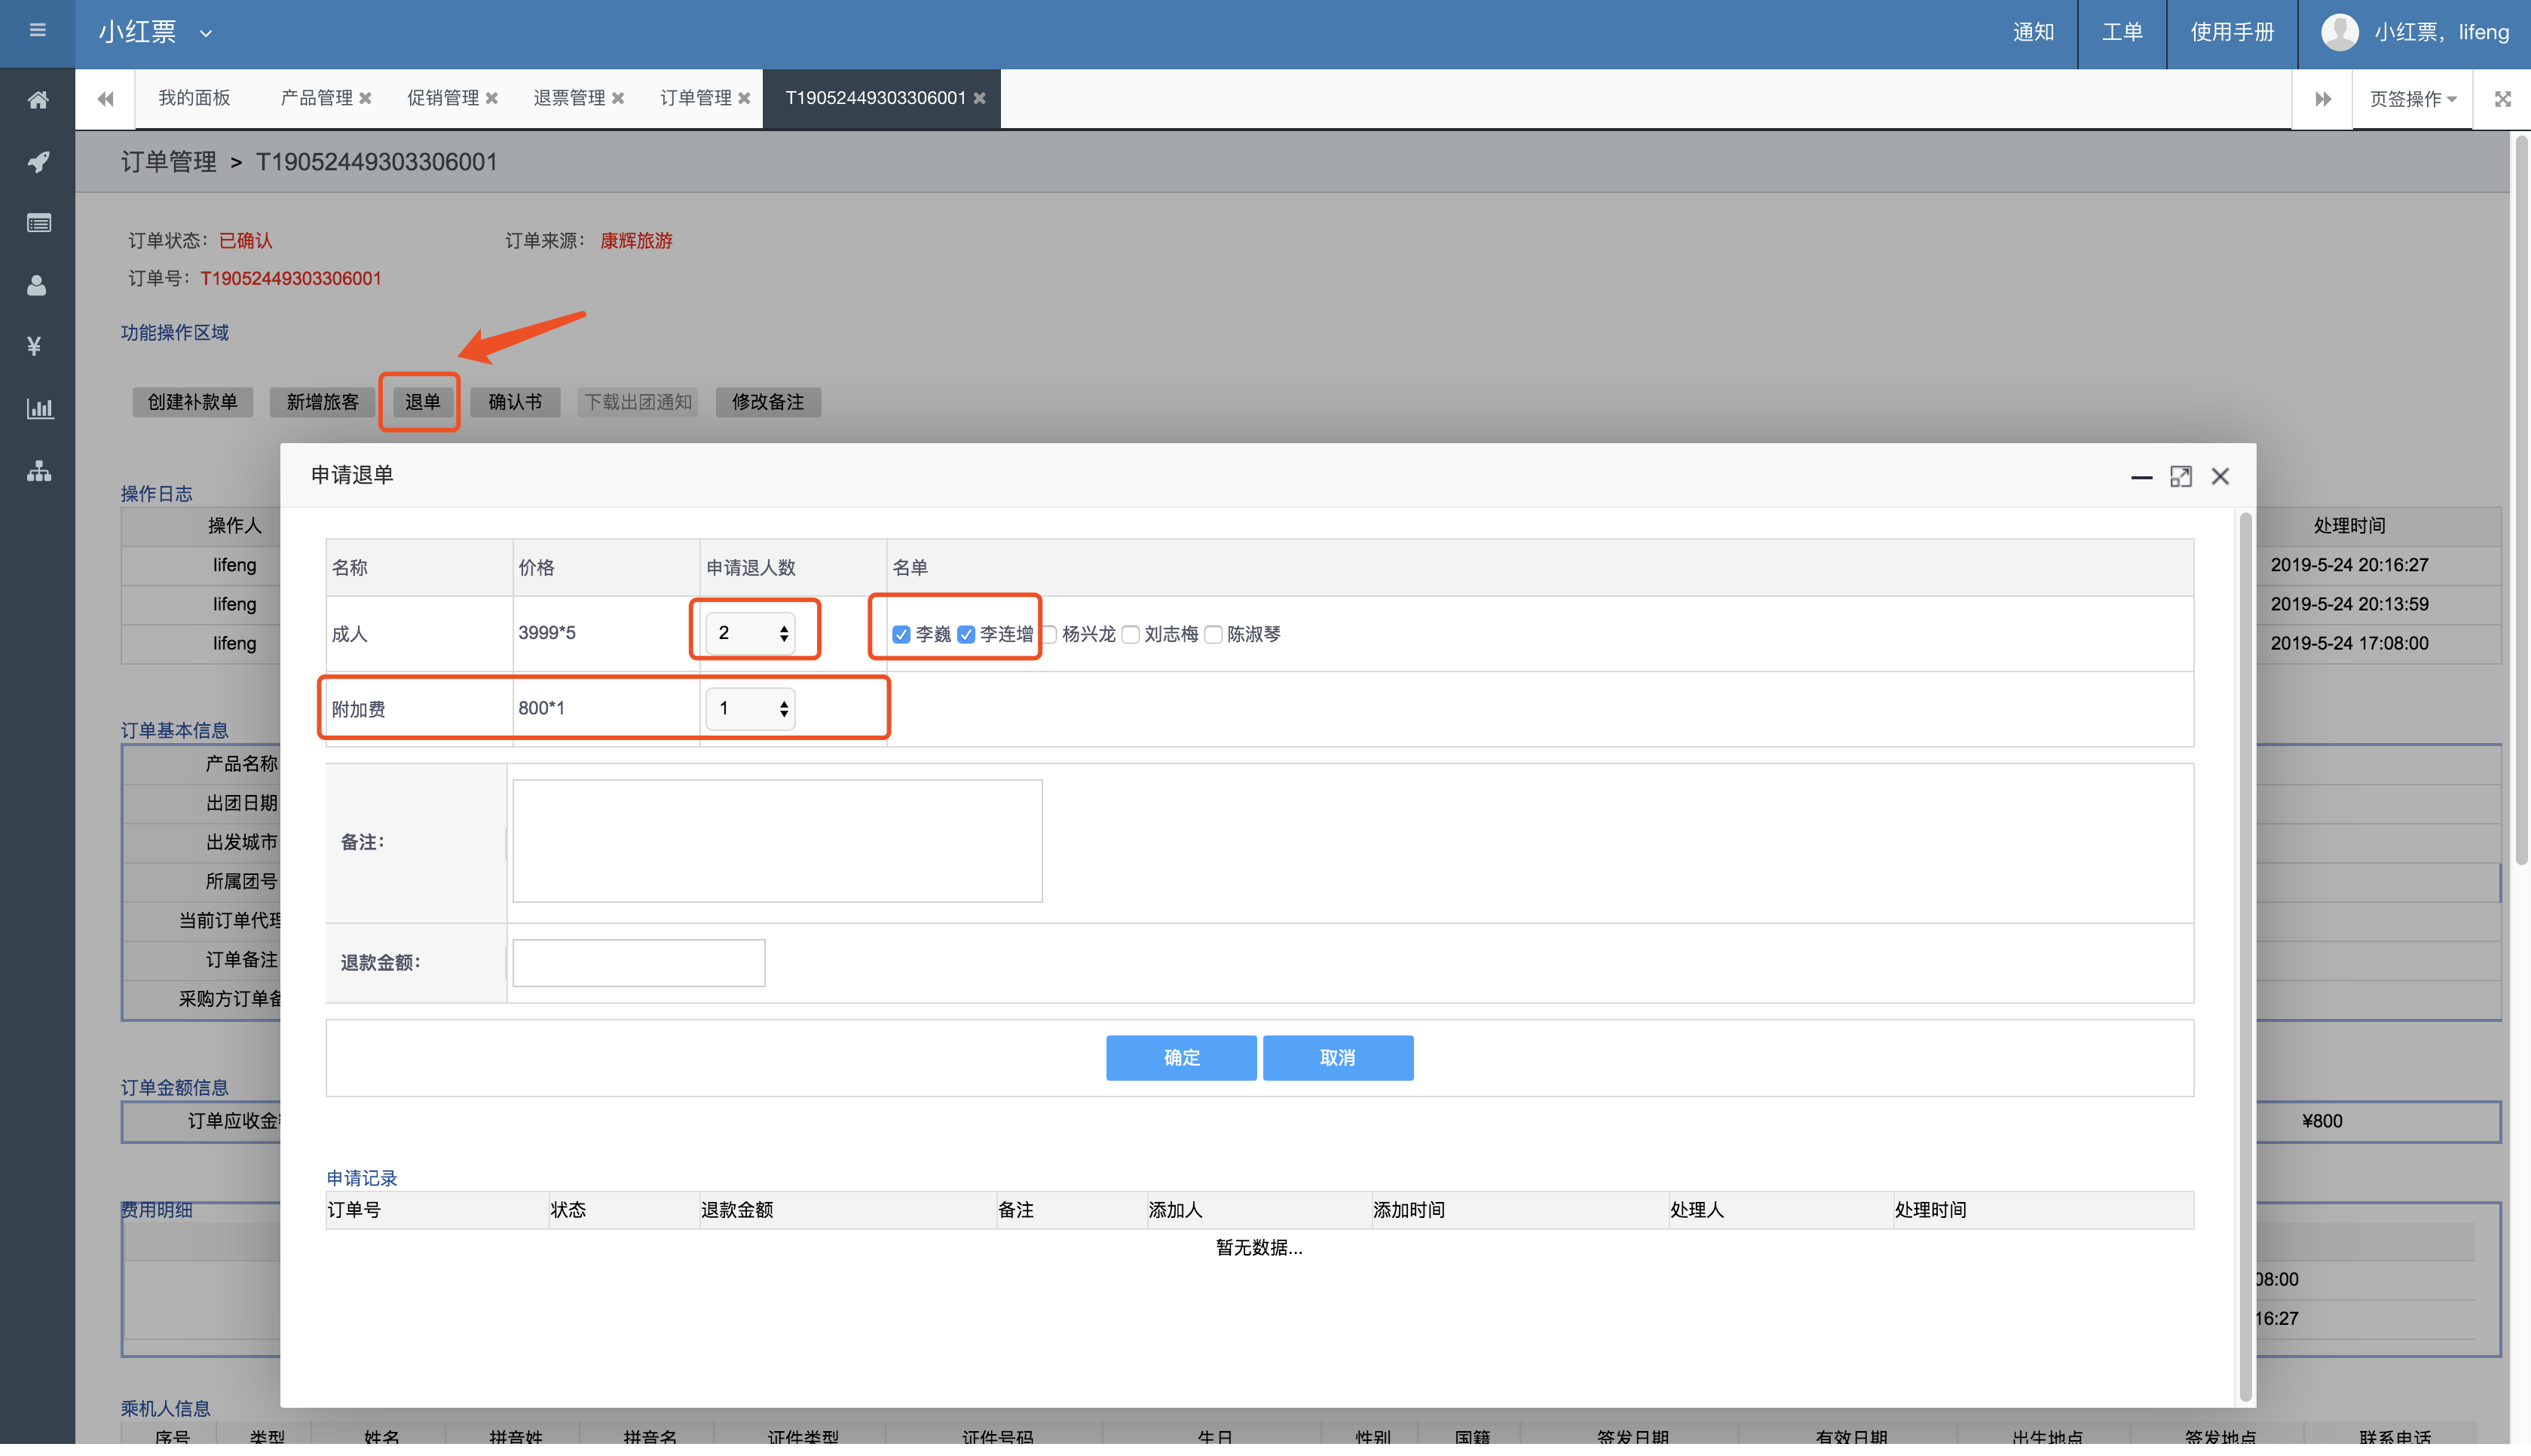 小红票
通知 工单 使用手册 小红票，lifeng
我的面板 产品管理 促销管理 退票管理 订单管理 T19052449303306001 页签操作
订单管理 > T19052449303306001
订单状态：已确认 订单来源：康辉旅游
订单号：T19052449303306001
功能操作区域
创建补款单 新增旅客 退单 确认书 下载出团通知 修改备注
申请退单
操作日志
操作人 处理时间
lifeng 2019-5-24 20:16:27
lifeng 2019-5-24 20:13:59
lifeng 2019-5-24 17:08:00
名称 价格 申请退人数 名单
成人 3999*5 2 李巍 李连增 杨兴龙 刘志梅 陈淑琴
附加费 800*1 1
订单基本信息
产品名称
出团日期
出发城市
所属团号
当前订单代理
订单备注
采购方订单备
备注：
退款金额：
确定 取消
订单金额信息
订单应收金 ¥800
申请记录
订单号 状态 退款金额 备注 添加人 添加时间 处理人 处理时间
暂无数据...
费用明细
08:00
16:27
乘机人信息
序号 类型 姓名 拼音姓 拼音名 证件类型 证件号码 生日 性别 国籍 签发日期 有效日期 出生地点 签发地点 联系电话